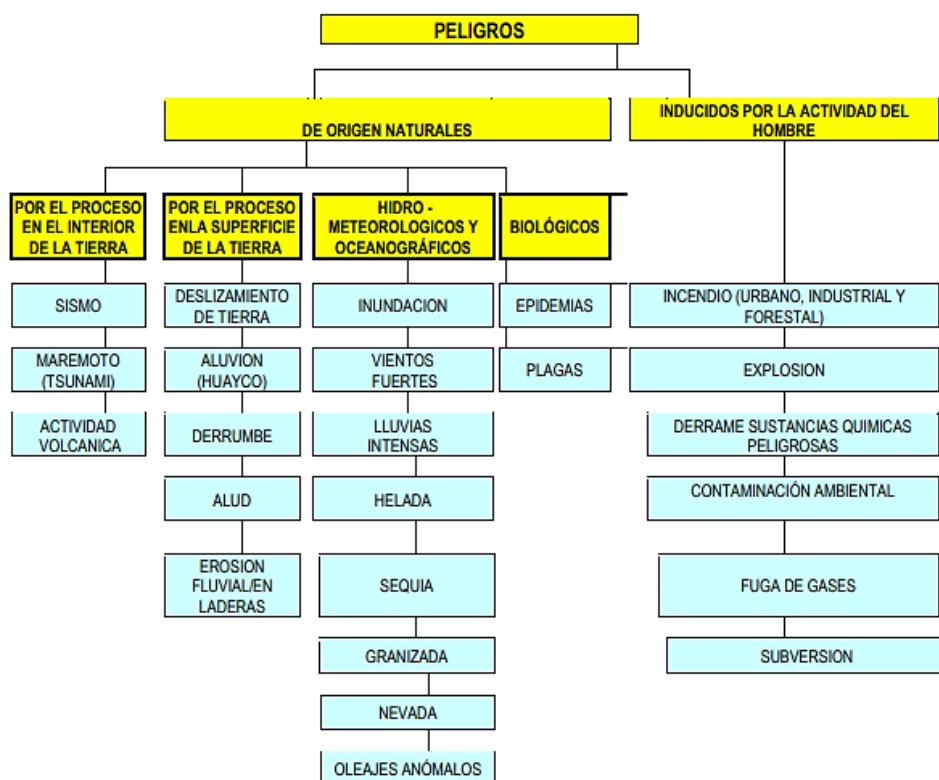 PELIGROS
DE ORIGEN NATURALES
INDUCIDOS POR LA ACTIVIDAD DEL
HOMBRE
POR EL PROCESO
EN EL INTERIOR
DE LA TIERRA
POR EL PROCESO
ENLA SUPERFICIE
DE LA TIERRA
HIDRO -
METEOROLOGICOS Y
OCEANOGRÁFICOS
BIOLÓGICOS
SISMO
MAREMOTO
(TSUNAMI)
ACTIVIDAD
VOLCANICA
DESLIZAMIENTO
DE TIERRA
ALUVION
(HUAYCO)
DERRUMBE
ALUD
EROSION
FLUVIAL/EN
LADERAS
INUNDACION
VIENTOS
FUERTES
LLUVIAS
INTENSAS
HELADA
SEQUIA
GRANIZADA
NEVADA
OLEAJES ANÓMALOS
EPIDEMIAS
PLAGAS
INCENDIO (URBANO, INDUSTRIAL Y
FORESTAL)
EXPLOSION
DERRAME SUSTANCIAS QUIMICAS
PELIGROSAS
CONTAMINACIÓN AMBIENTAL
FUGA DE GASES
SUBVERSION